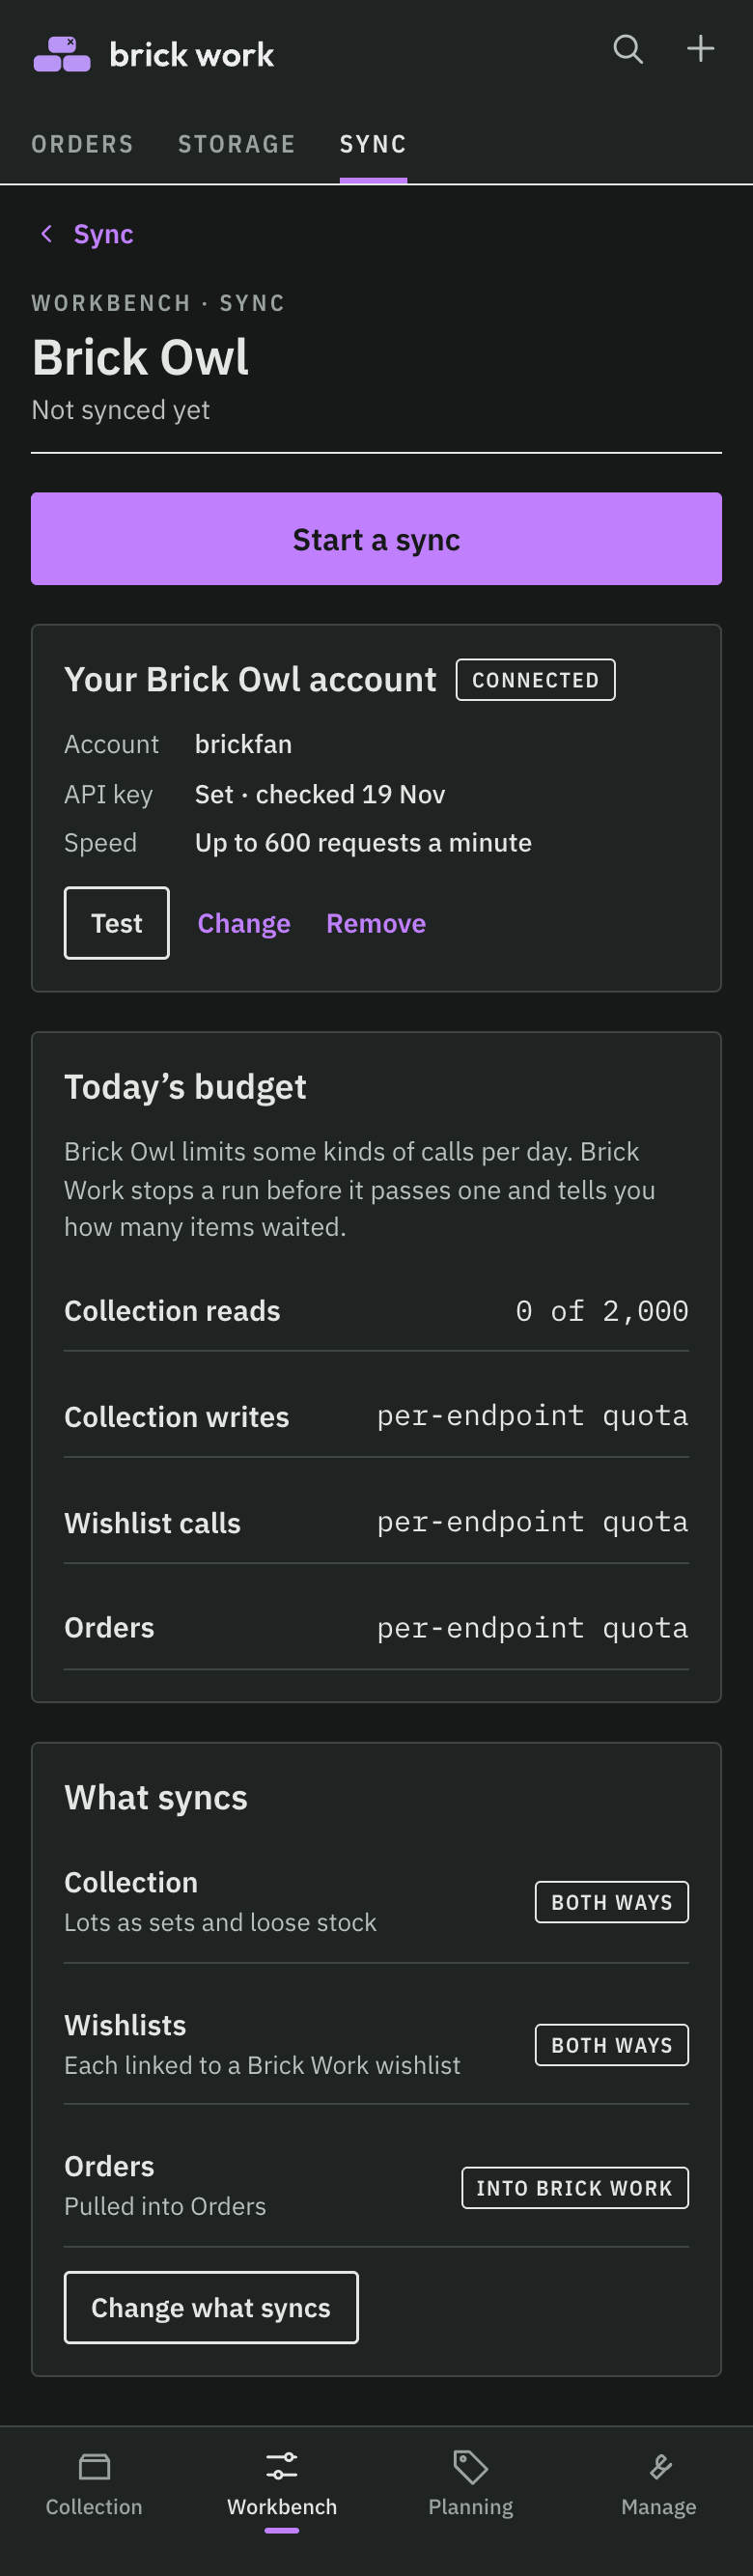 brick work
ORDERS STORAGE SYNC
Sync
WORKBENCH · SYNC
Brick Owl
Not synced yet
Start a sync
Your Brick Owl account CONNECTED
Account brickfan
API key Set · checked 19 Nov
Speed Up to 600 requests a minute
Test Change Remove
Today’s budget
Brick Owl limits some kinds of calls per day. Brick
Work stops a run before it passes one and tells you
how many items waited.
Collection reads 0 of 2,000
Collection writes per-endpoint quota
Wishlist calls per-endpoint quota
Orders per-endpoint quota
What syncs
Collection
Lots as sets and loose stock
BOTH WAYS
Wishlists
Each linked to a Brick Work wishlist
BOTH WAYS
Orders
Pulled into Orders
INTO BRICK WORK
Change what syncs
Collection Workbench Planning Manage